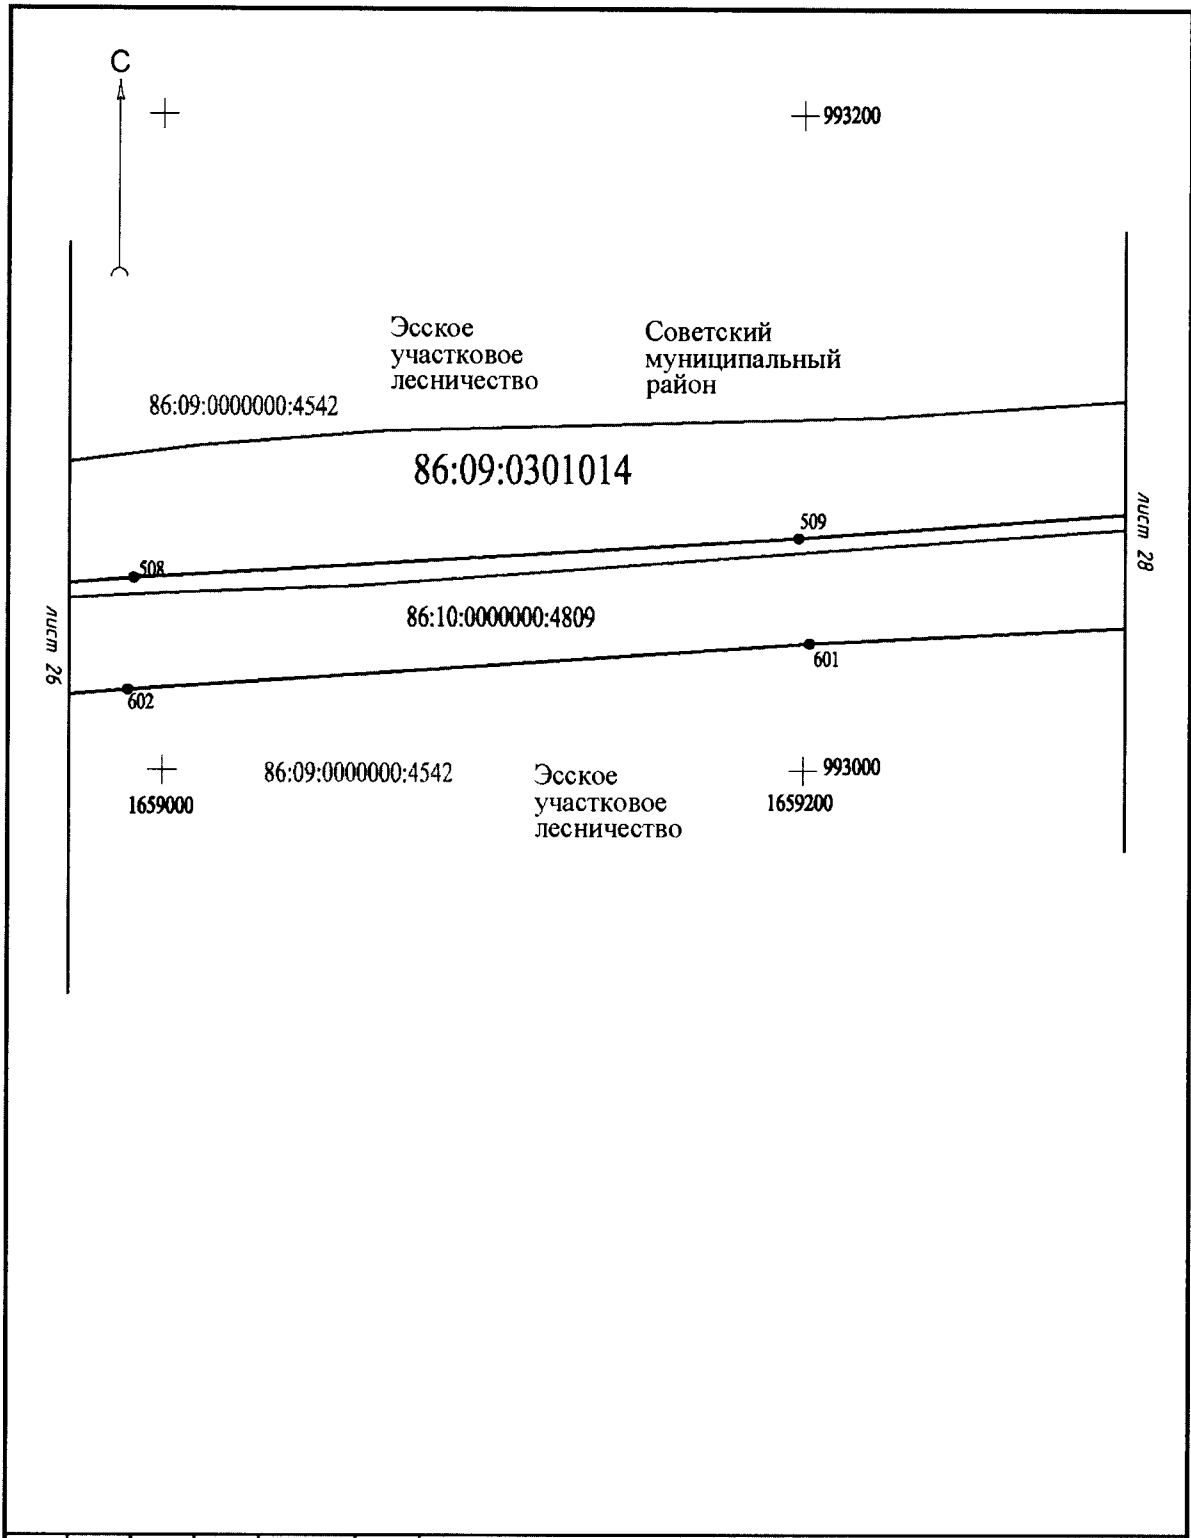 С
993200
Эсское
участковое
лесничество
Советский
муниципальный
район
86:09:0000000:4542
86:09:0301014
509
508
лист 28
86:10:0000000:4809
лист 26
601
602
86:09:0000000:4542
993000
1659000
1659200
Эсское
участковое
лесничество